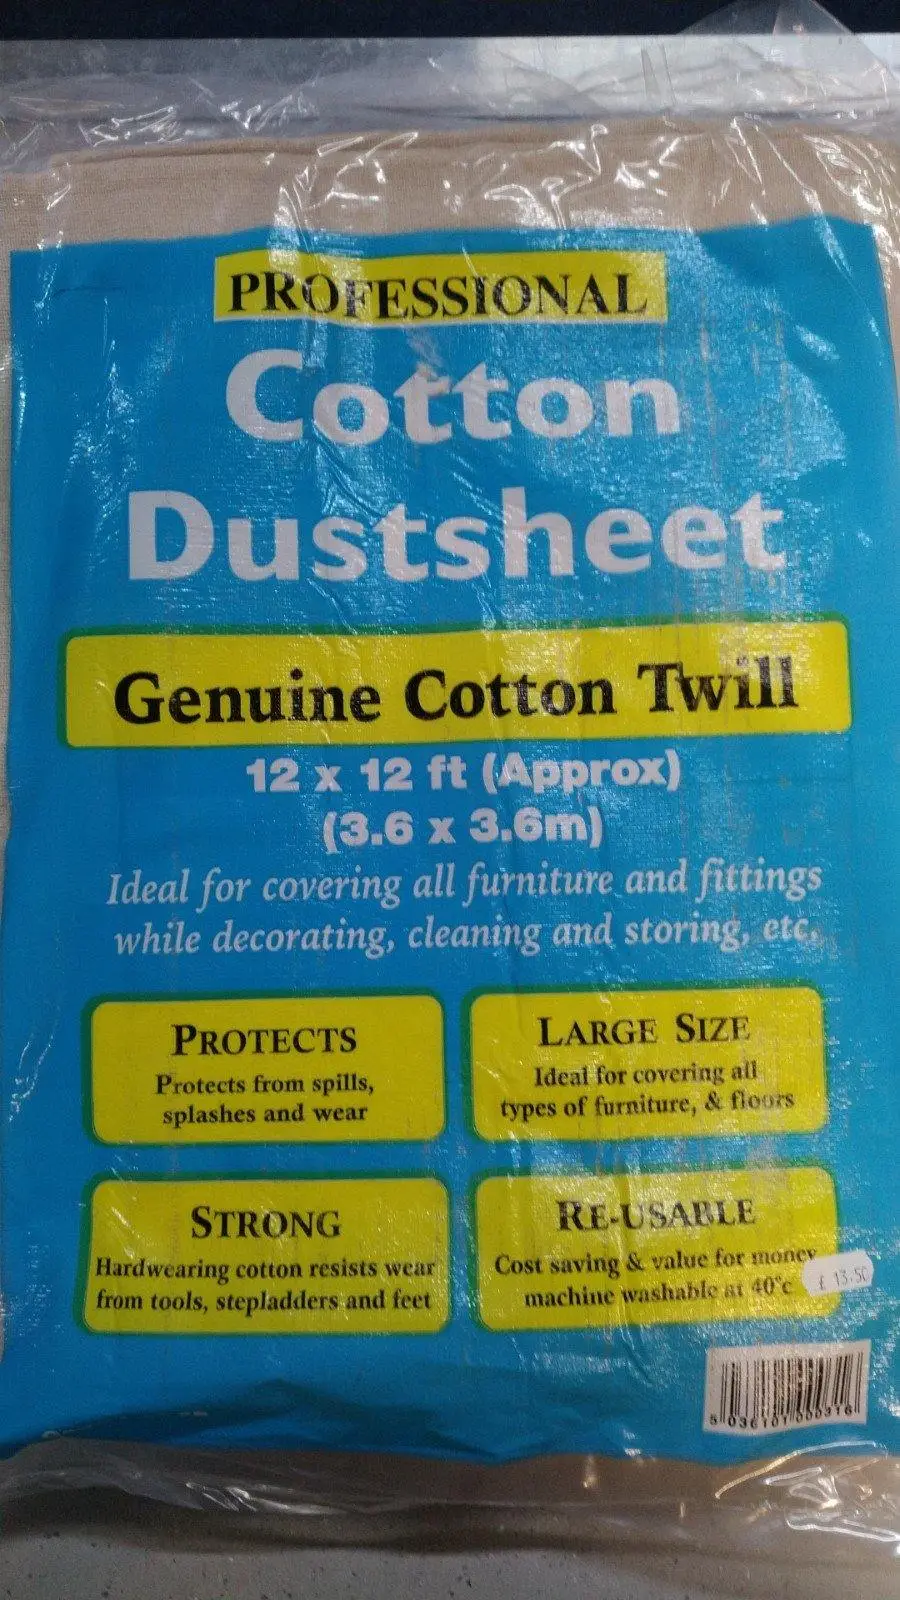 PROFESSIONAL
Cotton
Dustsheet
Genuine Cotton Twill
12 x 12 ft (Approx)
(3.6 x 3.6m)
Ideal for covering all furniture and fittings
while decorating, cleaning and storing, etc.
PROTECTS
Protects from spills,
splashes and wear
LARGE SIZE
Ideal for covering all
types of furniture, & floors
STRONG
Hardwearing cotton resists wear
from tools, stepladders and feet
RE-USABLE
Cost saving & value for money
machine washable at 40°c
£ 13.50
5 036101 000316